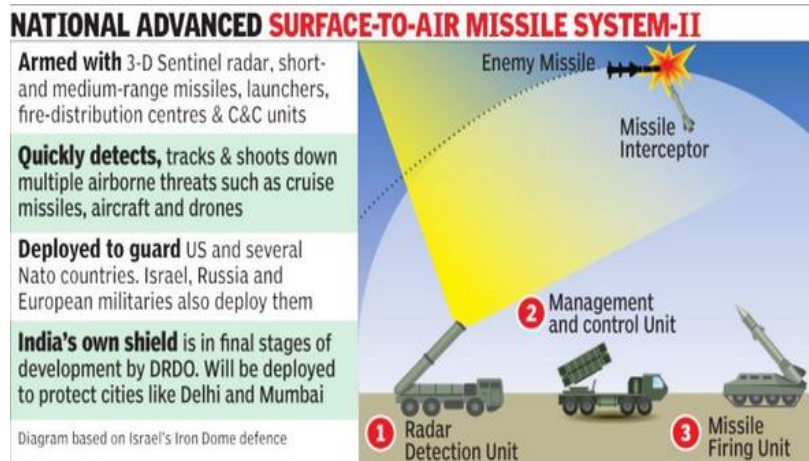 NATIONAL ADVANCED SURFACE-TO-AIR MISSILE SYSTEM-II
Armed with 3-D Sentinel radar, short-
and medium-range missiles, launchers,
fire-distribution centres & C&C units
Quickly detects, tracks & shoots down
multiple airborne threats such as cruise
missiles, aircraft and drones
Deployed to guard US and several
Nato countries. Israel, Russia and
European militaries also deploy them
India's own shield is in final stages of
development by DRDO. Will be deployed
to protect cities like Delhi and Mumbai
Diagram based on Israel's Iron Dome defence
Enemy Missile
Missile
Interceptor
2 Management
and control Unit
1 Radar
Detection Unit
3 Missile
Firing Unit